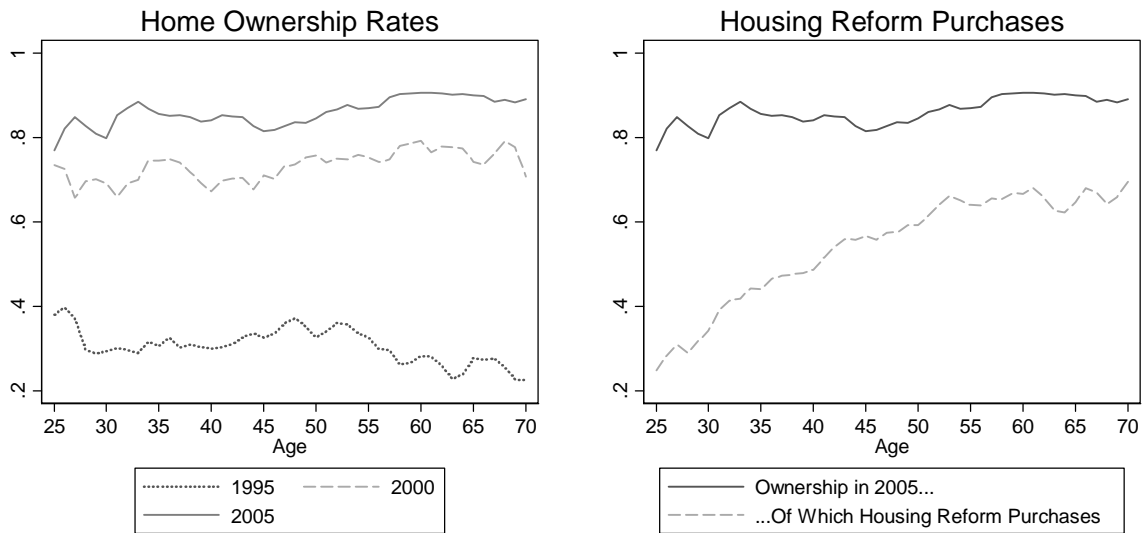 Home Ownership Rates
1
.8
.6
.4
.2
25 30 35 40 45 50 55 60 65 70
Age
1995 2000
2005
Housing Reform Purchases
1
.8
.6
.4
.2
25 30 35 40 45 50 55 60 65 70
Age
Ownership in 2005...
...Of Which Housing Reform Purchases